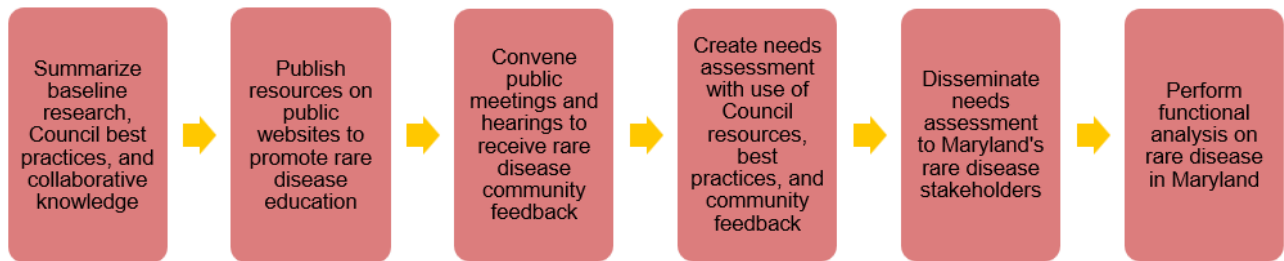 Summarize
baseline
research,
Council best
practices, and
collaborative
knowledge
Publish
resources on
public
websites to
promote rare
disease
education
Convene
public
meetings and
hearings to
receive rare
disease
community
feedback
Create needs
assessment
with use of
Council
resources,
best
practices, and
community
feedback
Disseminate
needs
assessment
to Maryland's
rare disease
stakeholders
Perform
functional
analysis on
rare disease
in Maryland